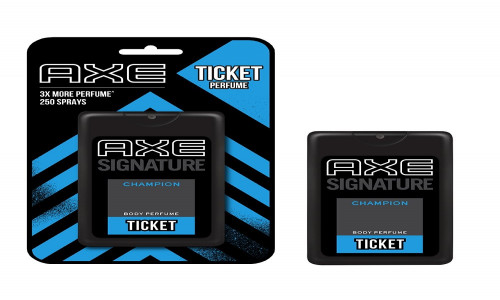 AXE
3X MORE PERFUME*
250 SPRAYS
TICKET
PERFUME
AXE
SIGNATURE
CHAMPION
BODY PERFUME
TICKET
AXE
SIGNATURE
CHAMPION
BODY PERFUME
TICKET